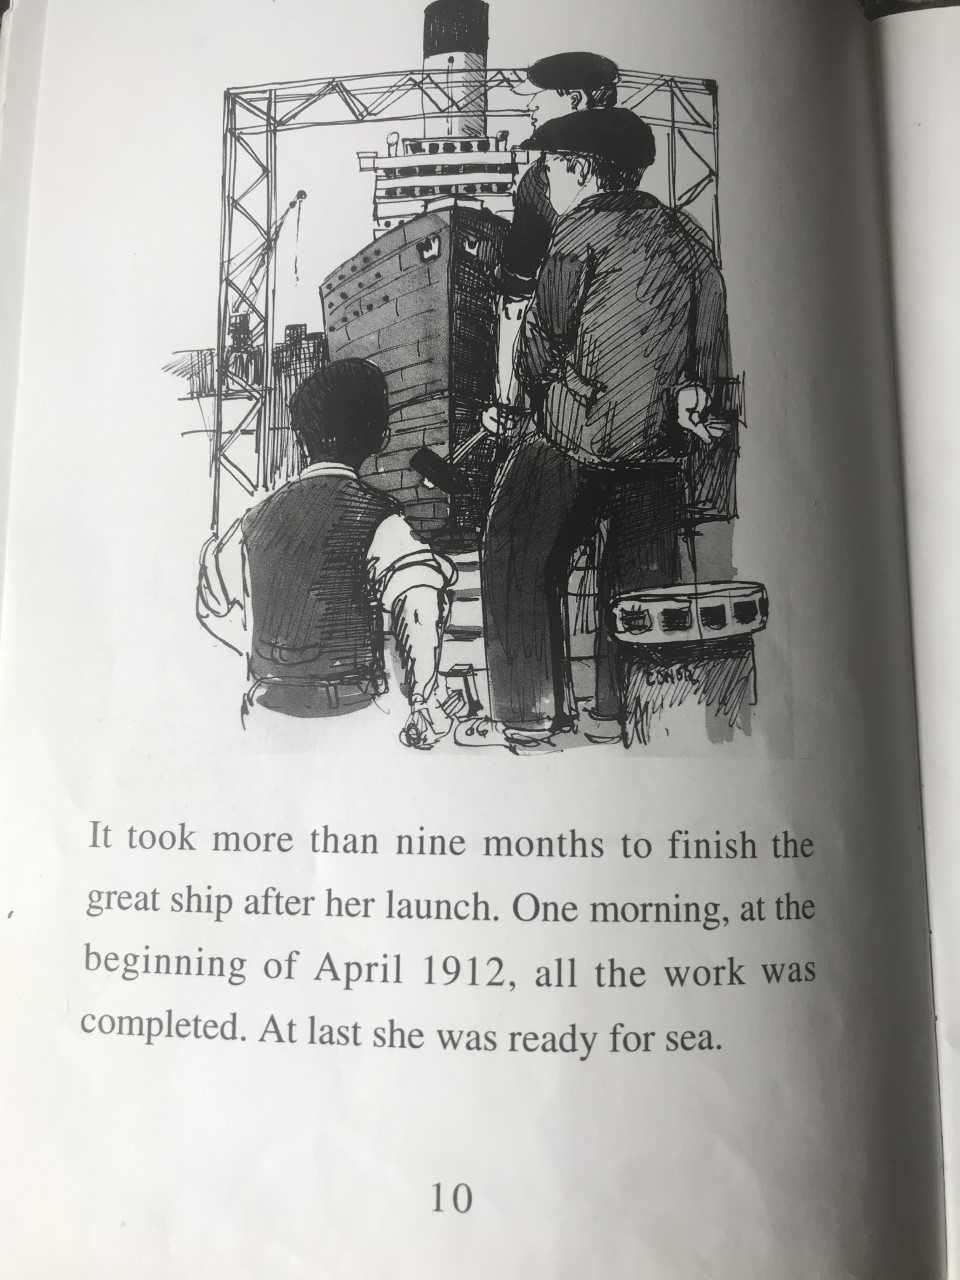 CONOR
It took more than nine months to finish the
great ship after her launch. One morning, at the
beginning of April 1912, all the work was
completed. At last she was ready for sea.
10